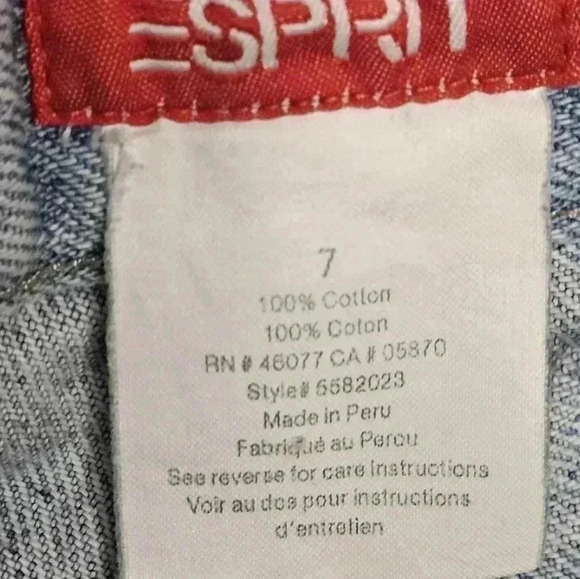 ESPRIT
7
100% Cotton
100% Coton
RN # 46077 CA # 05870
Style# 5582023
Made in Peru
Fabriqué au Perou
See reverse for care instructions
Voir au dos pour instructions
d'entretien